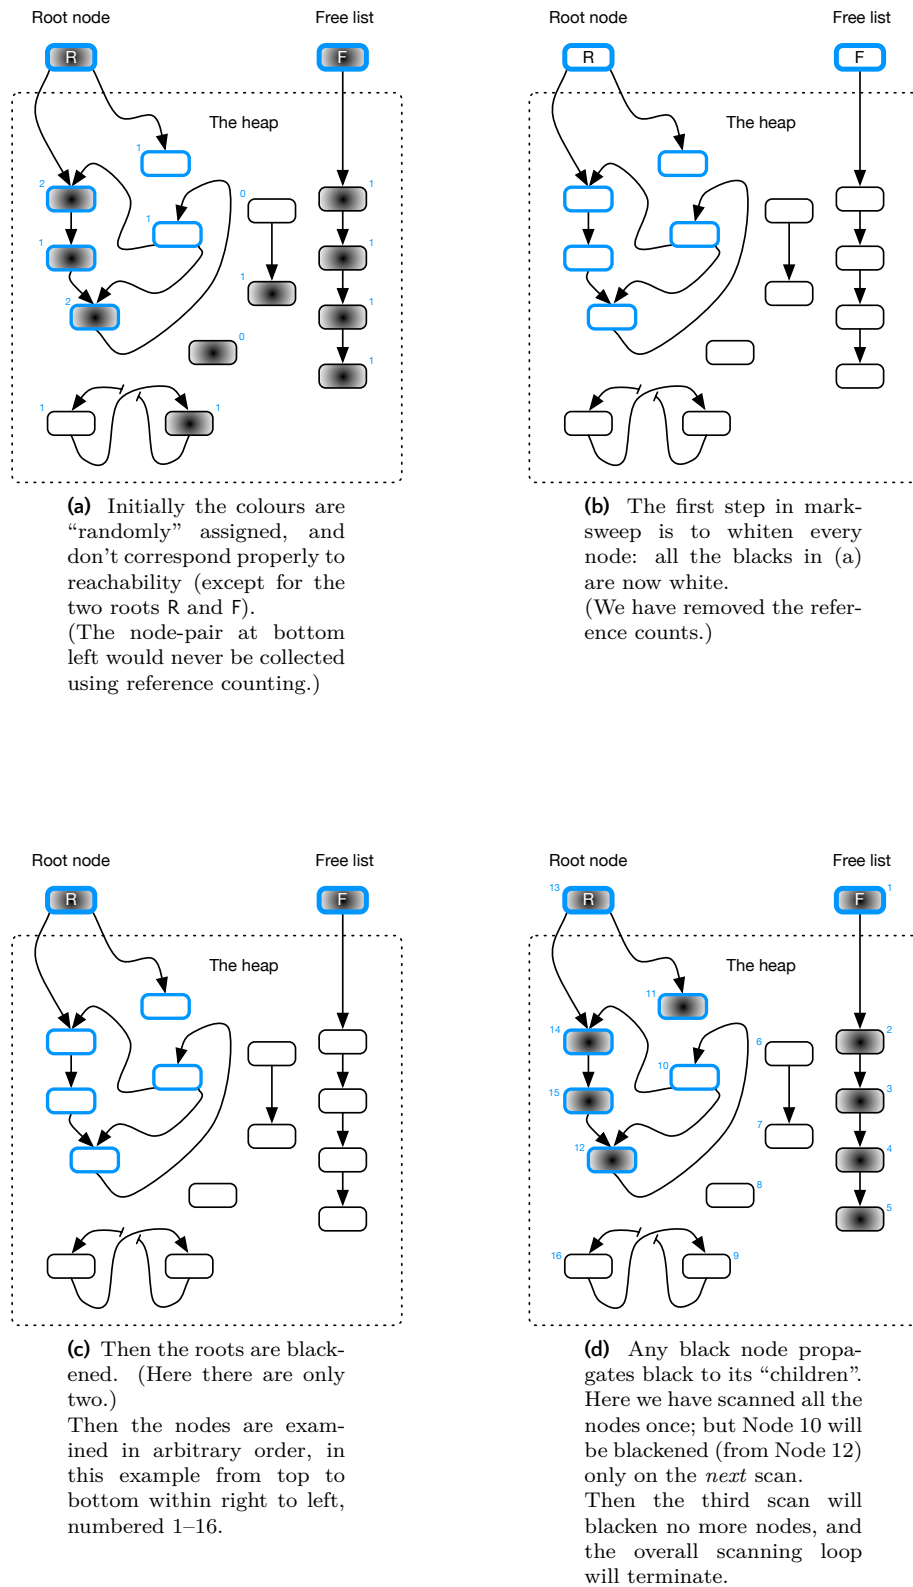 Root node
Free list
R
F
The heap
1
2
1
0
1
1
1
1
1
2
1
0
1
1
1
(a) Initially the colours are
“randomly” assigned, and
don't correspond properly to
reachability (except for the
two roots R and F).
(The node-pair at bottom
left would never be collected
using reference counting.)
Root node
Free list
R
F
The heap
(b) The first step in mark-
sweep is to whiten every
node: all the blacks in (a)
are now white.
(We have removed the refer-
ence counts.)
Root node
Free list
R
F
The heap
(c) Then the roots are black-
ened. (Here there are only
two.)
Then the nodes are exam-
ined in arbitrary order, in
this example from top to
bottom within right to left,
numbered 1–16.
Root node
Free list
13
R
F
1
The heap
11
14
2
6
10
15
3
7
12
4
8
5
16
9
(d) Any black node propa-
gates black to its “children”.
Here we have scanned all the
nodes once; but Node 10 will
be blackened (from Node 12)
only on the next scan.
Then the third scan will
blacken no more nodes, and
the overall scanning loop
will terminate.